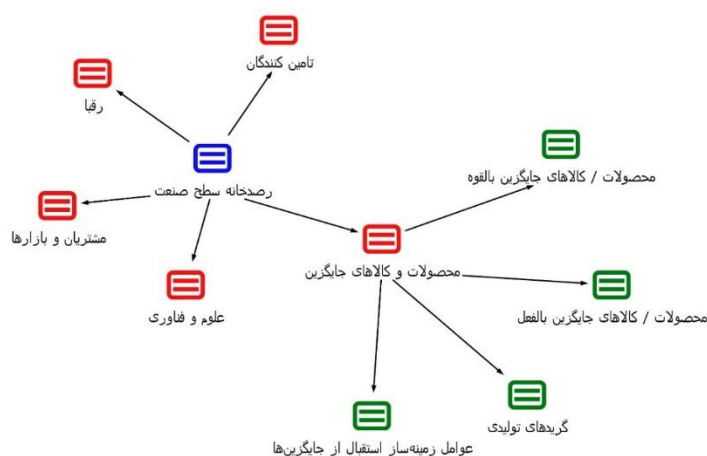 تامین کنندگان
رقبا
رصدخانه سطح صنعت
محصولات / کالاهای جایگزین بالقوه
مشتریان و بازارها
محصولات و کالاهای جایگزین
علوم و فناوری
محصولات / کالاهای جایگزین بالفعل
گریدهای تولیدی
عوامل زمینه‌ساز استقبال از جایگزین‌ها